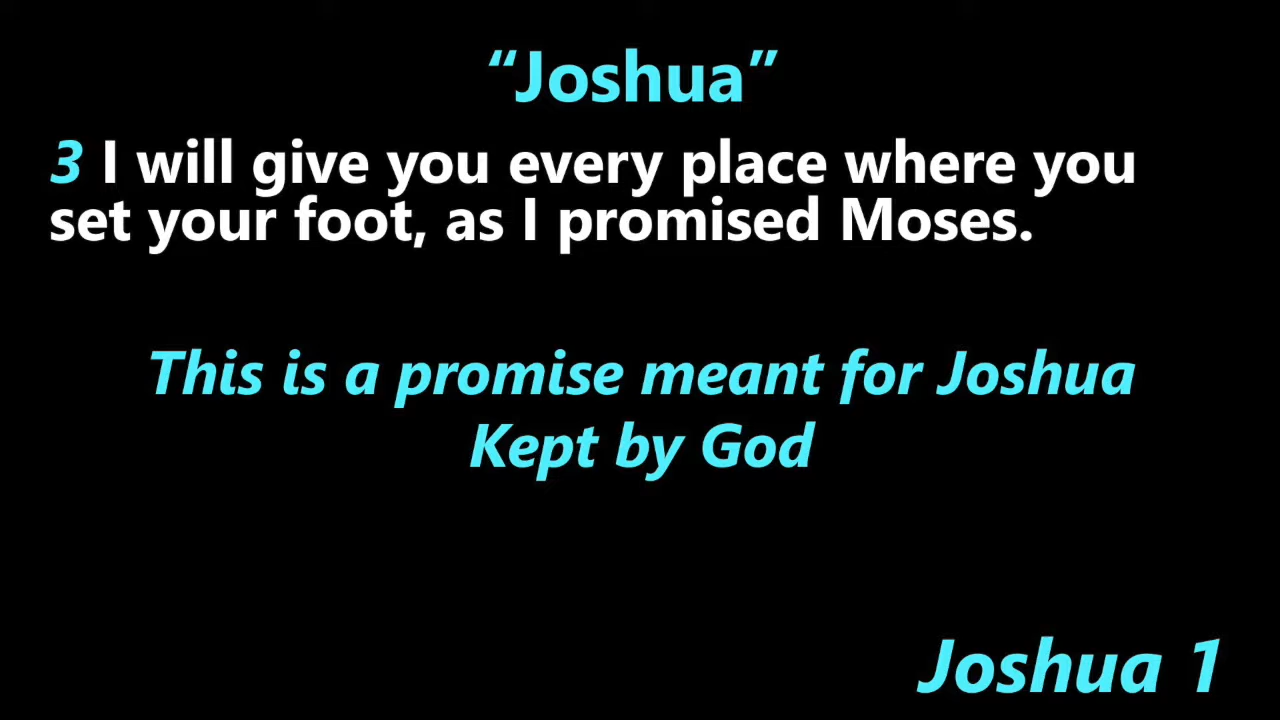 “Joshua”
3 I will give you every place where you
set your foot, as I promised Moses.
This is a promise meant for Joshua
Kept by God
Joshua 1